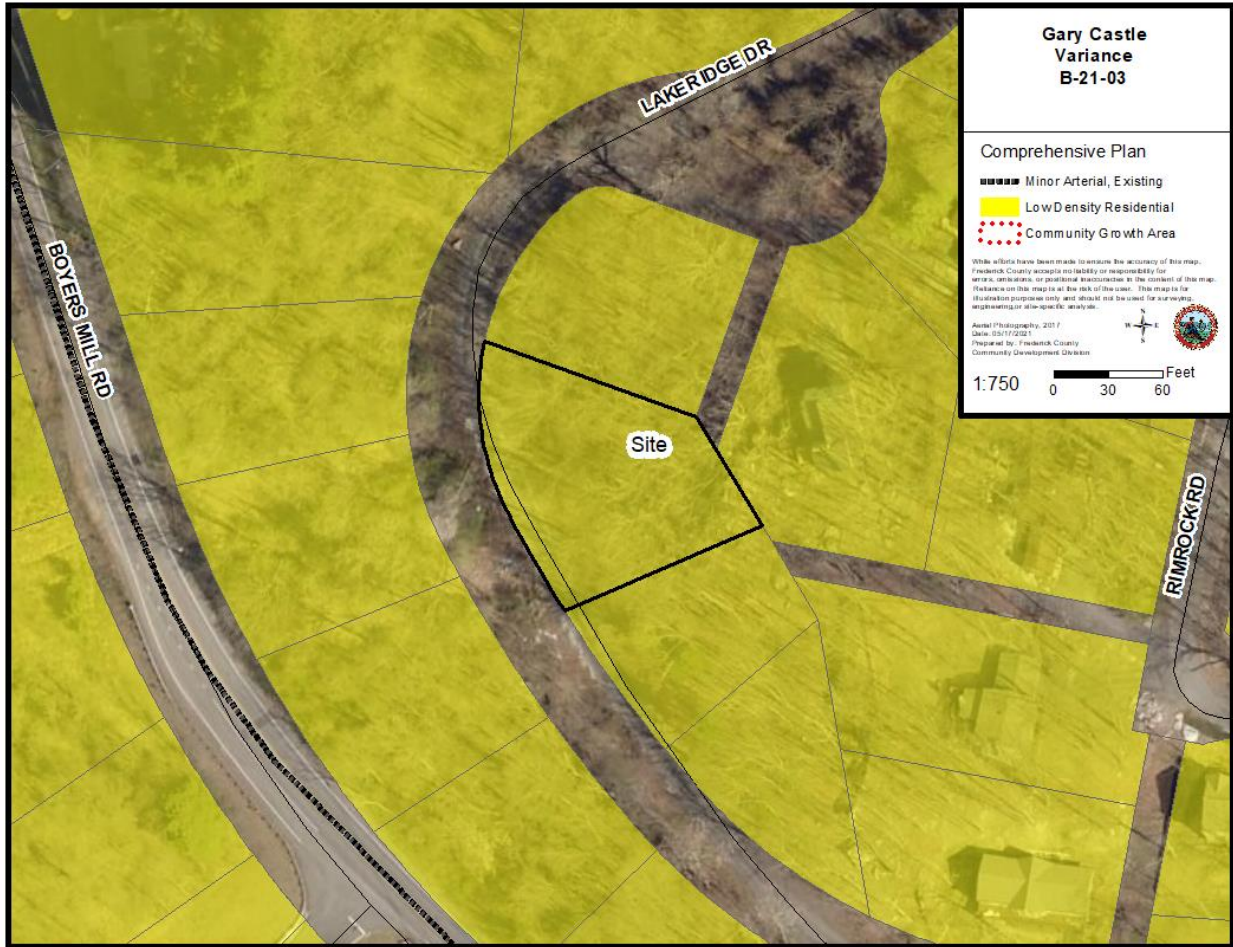 Gary Castle
Variance
B-21-03
Comprehensive Plan
Minor Arterial, Existing
Low Density Residential
Community Growth Area
While efforts have been made to ensure the accuracy of this map,
Frederick County accepts no liability or responsibility for
errors, omissions, or positional inaccuracies in the content of this map.
Reliance on this map is at the risk of the user. This map is for
illustration purposes only and should not be used for surveying,
engineering, or site-specific analysis.
Aerial Photography, 2017
Date: 05/17/2021
Prepared by: Frederick County
Community Development Division
N
W E
S
1:750
Feet
0 30 60
LAKERIDGE DR
BOYERS MILL RD
Site
RIMROCK RD